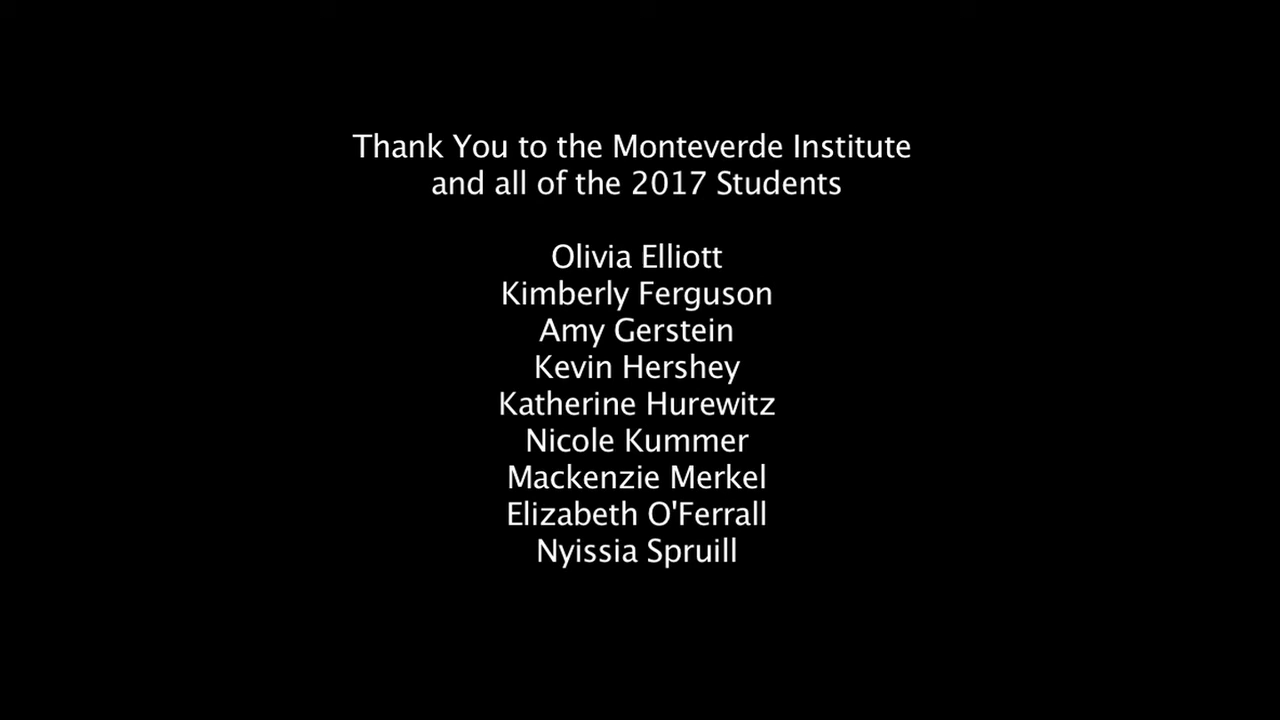 Thank You to the Monteverde Institute
and all of the 2017 Students
Olivia Elliott
Kimberly Ferguson
Amy Gerstein
Kevin Hershey
Katherine Hurewitz
Nicole Kummer
Mackenzie Merkel
Elizabeth O'Ferrall
Nyissia Spruill